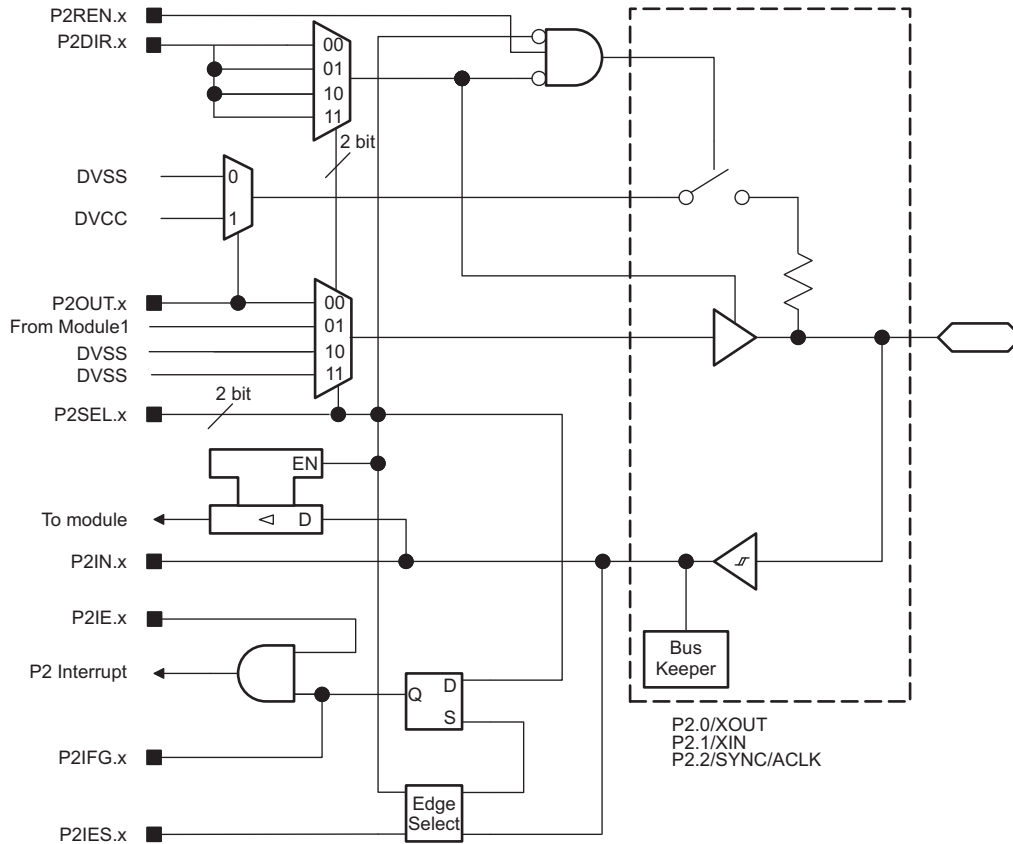 P2REN.x
P2DIR.x
00
01
10
11
2 bit
DVSS
0
DVCC
1
P2OUT.x
00
From Module1
01
DVSS
10
DVSS
11
2 bit
P2SEL.x
EN
To module
D
P2IN.x
P2IE.x
Bus
Keeper
P2 Interrupt
Q
D
S
P2IFG.x
P2.0/XOUT
P2.1/XIN
P2.2/SYNC/ACLK
Edge
Select
P2IES.x